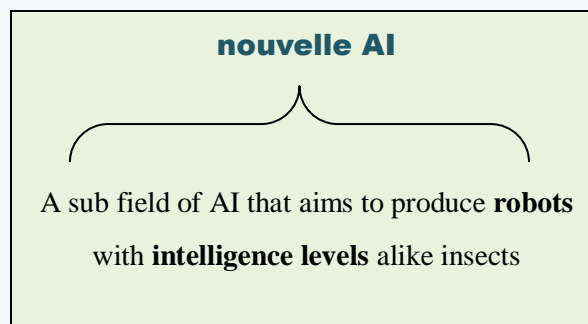 nouvelle AI
A sub field of AI that aims to produce robots
with intelligence levels alike insects